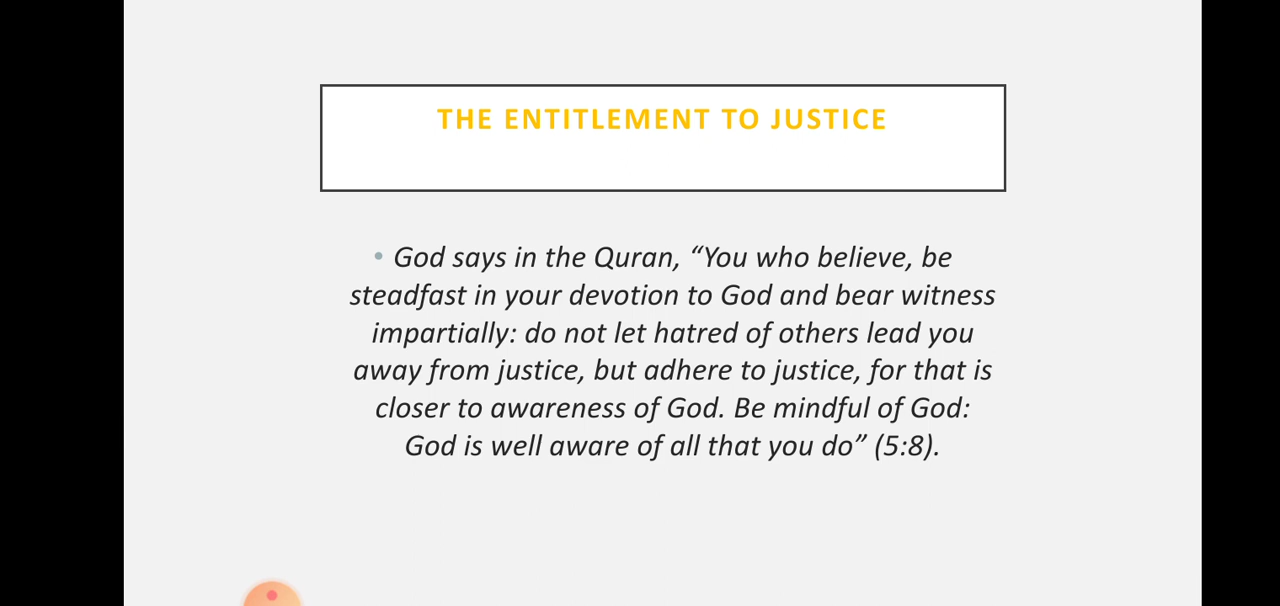 THE ENTITLEMENT TO JUSTICE
• God says in the Quran, “You who believe, be
steadfast in your devotion to God and bear witness
impartially: do not let hatred of others lead you
away from justice, but adhere to justice, for that is
closer to awareness of God. Be mindful of God:
God is well aware of all that you do” (5:8).